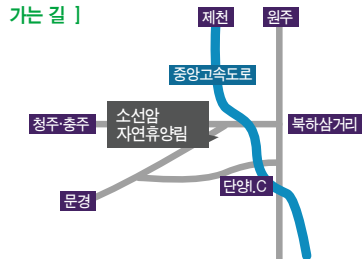 가는 길 ]
제천
원주
중앙고속도로
청주·충주
소선암
자연휴양림
북하삼거리
단양I.C
문경